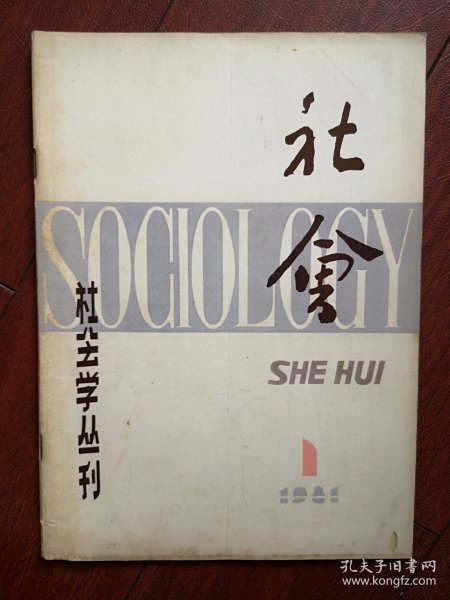 社
會
SOCIOLOGY
SHE HUI
社会学丛刊
1
1981
孔夫子旧书网
www.kongfz.com